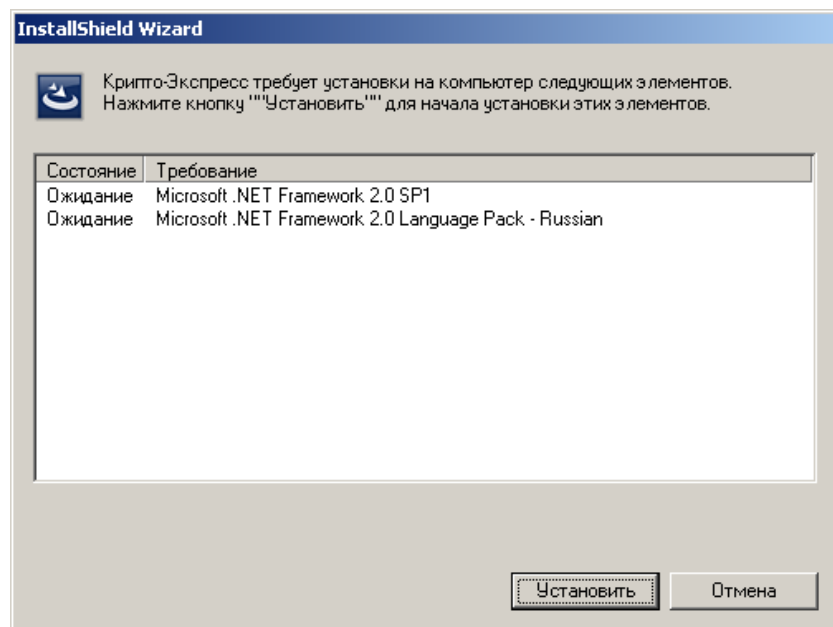 InstallShield Wizard
Крипто-Экспресс требует установки на компьютер следующих элементов.
Нажмите кнопку ""Установить"" для начала установки этих элементов.
Состояние Требование
Ожидание Microsoft .NET Framework 2.0 SP1
Ожидание Microsoft .NET Framework 2.0 Language Pack - Russian
Установить Отмена